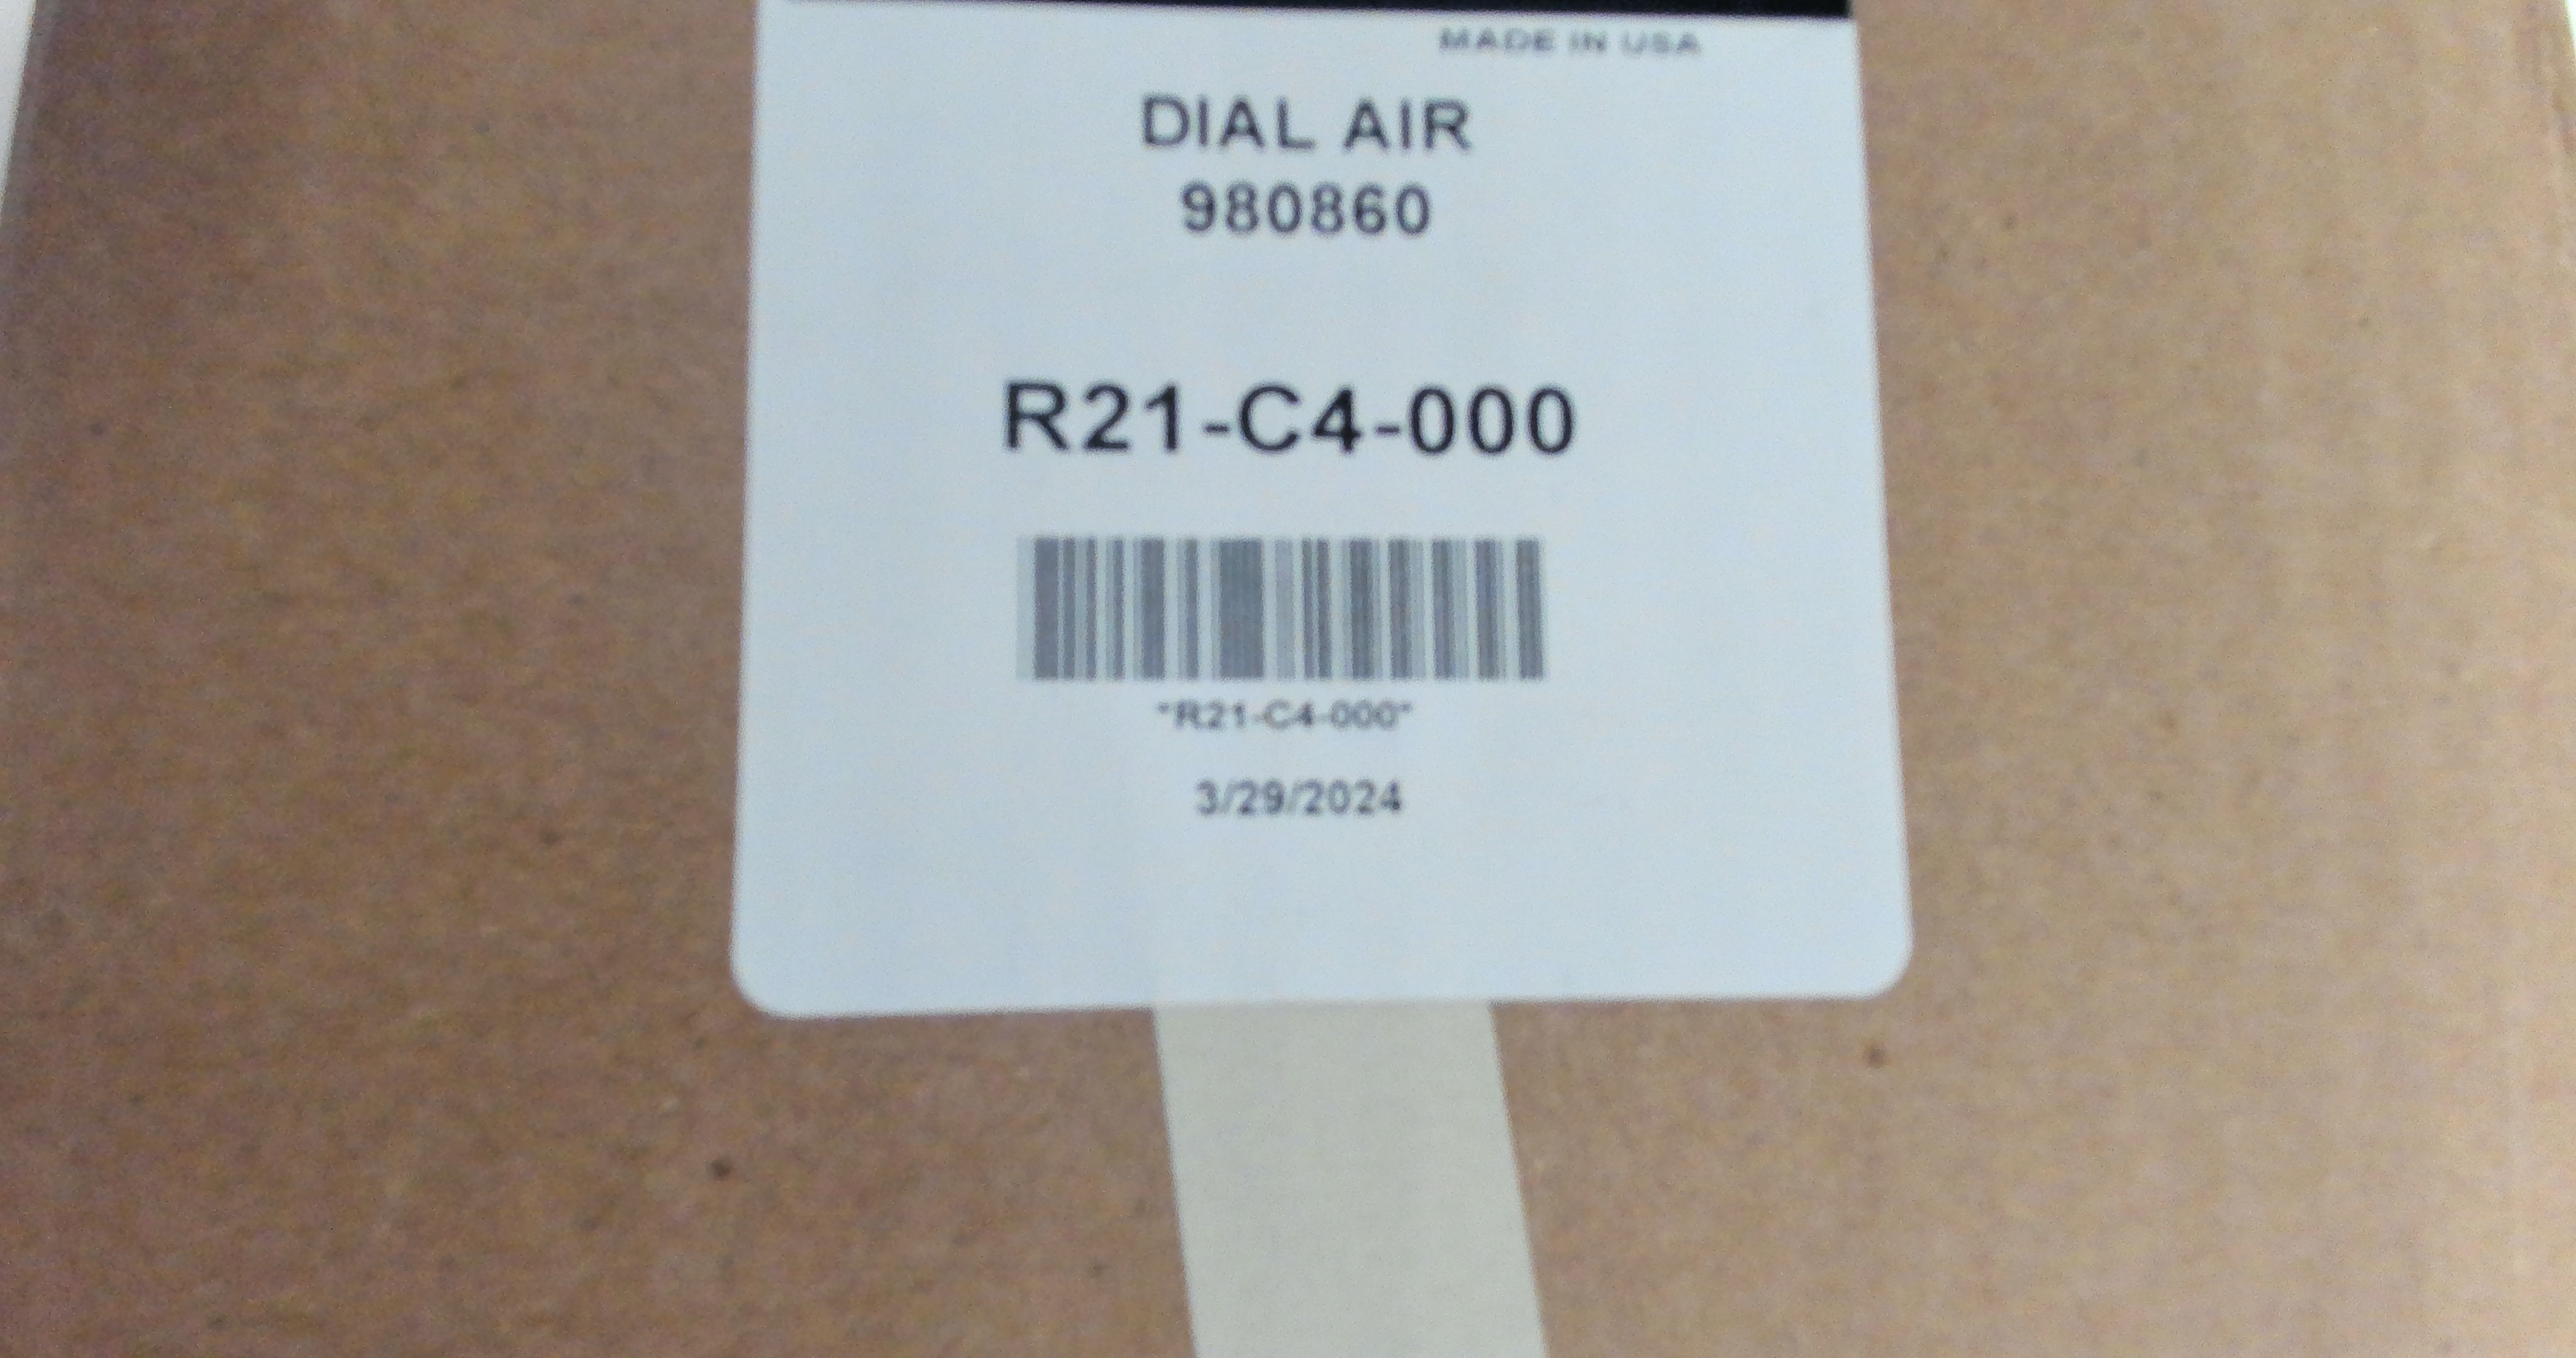 MADE IN USA
DIAL AIR
980860
R21-C4-000
"R21-C4-000"
3/29/2024